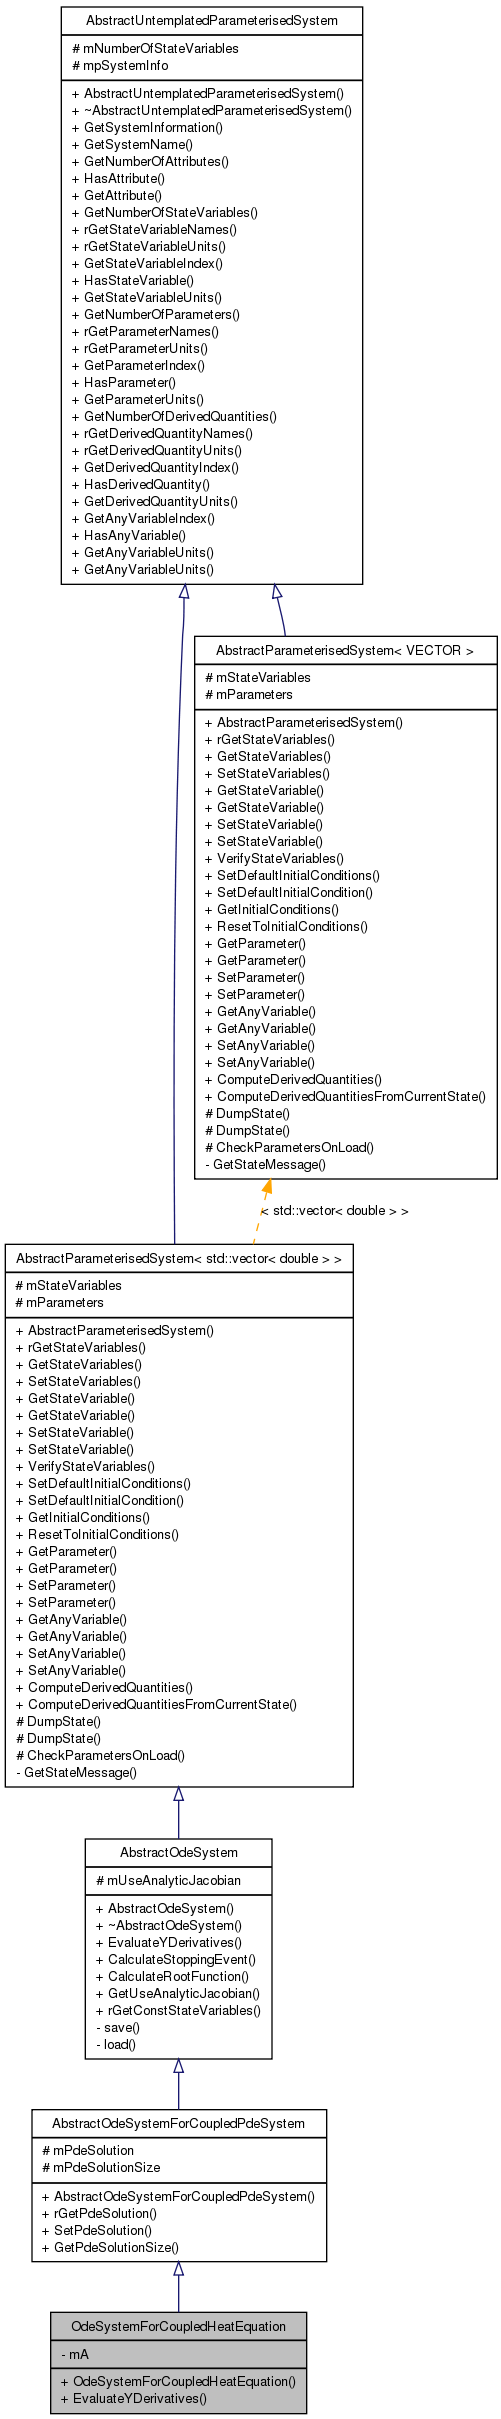 AbstractUntemplatedParameterisedSystem
# mNumberOfStateVariables
# mpSystemInfo
+ AbstractUntemplatedParameterisedSystem()
+ ~AbstractUntemplatedParameterisedSystem()
+ GetSystemInformation()
+ GetSystemName()
+ GetNumberOfAttributes()
+ HasAttribute()
+ GetAttribute()
+ GetNumberOfStateVariables()
+ rGetStateVariableNames()
+ rGetStateVariableUnits()
+ GetStateVariableIndex()
+ HasStateVariable()
+ GetStateVariableUnits()
+ GetNumberOfParameters()
+ rGetParameterNames()
+ rGetParameterUnits()
+ GetParameterIndex()
+ HasParameter()
+ GetParameterUnits()
+ GetNumberOfDerivedQuantities()
+ rGetDerivedQuantityNames()
+ rGetDerivedQuantityUnits()
+ GetDerivedQuantityIndex()
+ HasDerivedQuantity()
+ GetDerivedQuantityUnits()
+ GetAnyVariableIndex()
+ HasAnyVariable()
+ GetAnyVariableUnits()
+ GetAnyVariableUnits()
AbstractParameterisedSystem< VECTOR >
# mStateVariables
# mParameters
+ AbstractParameterisedSystem()
+ rGetStateVariables()
+ GetStateVariables()
+ SetStateVariables()
+ GetStateVariable()
+ GetStateVariable()
+ SetStateVariable()
+ SetStateVariable()
+ VerifyStateVariables()
+ SetDefaultInitialConditions()
+ SetDefaultInitialCondition()
+ GetInitialConditions()
+ ResetToInitialConditions()
+ GetParameter()
+ GetParameter()
+ SetParameter()
+ SetParameter()
+ GetAnyVariable()
+ GetAnyVariable()
+ SetAnyVariable()
+ SetAnyVariable()
+ ComputeDerivedQuantities()
+ ComputeDerivedQuantitiesFromCurrentState()
# DumpState()
# DumpState()
# CheckParametersOnLoad()
- GetStateMessage()
< std::vector< double > >
AbstractParameterisedSystem< std::vector< double > >
# mStateVariables
# mParameters
+ AbstractParameterisedSystem()
+ rGetStateVariables()
+ GetStateVariables()
+ SetStateVariables()
+ GetStateVariable()
+ GetStateVariable()
+ SetStateVariable()
+ SetStateVariable()
+ VerifyStateVariables()
+ SetDefaultInitialConditions()
+ SetDefaultInitialCondition()
+ GetInitialConditions()
+ ResetToInitialConditions()
+ GetParameter()
+ GetParameter()
+ SetParameter()
+ SetParameter()
+ GetAnyVariable()
+ GetAnyVariable()
+ SetAnyVariable()
+ SetAnyVariable()
+ ComputeDerivedQuantities()
+ ComputeDerivedQuantitiesFromCurrentState()
# DumpState()
# DumpState()
# CheckParametersOnLoad()
- GetStateMessage()
AbstractOdeSystem
# mUseAnalyticJacobian
+ AbstractOdeSystem()
+ ~AbstractOdeSystem()
+ EvaluateYDerivatives()
+ CalculateStoppingEvent()
+ CalculateRootFunction()
+ GetUseAnalyticJacobian()
+ rGetConstStateVariables()
- save()
- load()
AbstractOdeSystemForCoupledPdeSystem
# mPdeSolution
# mPdeSolutionSize
+ AbstractOdeSystemForCoupledPdeSystem()
+ rGetPdeSolution()
+ SetPdeSolution()
+ GetPdeSolutionSize()
OdeSystemForCoupledHeatEquation
- mA
+ OdeSystemForCoupledHeatEquation()
+ EvaluateYDerivatives()